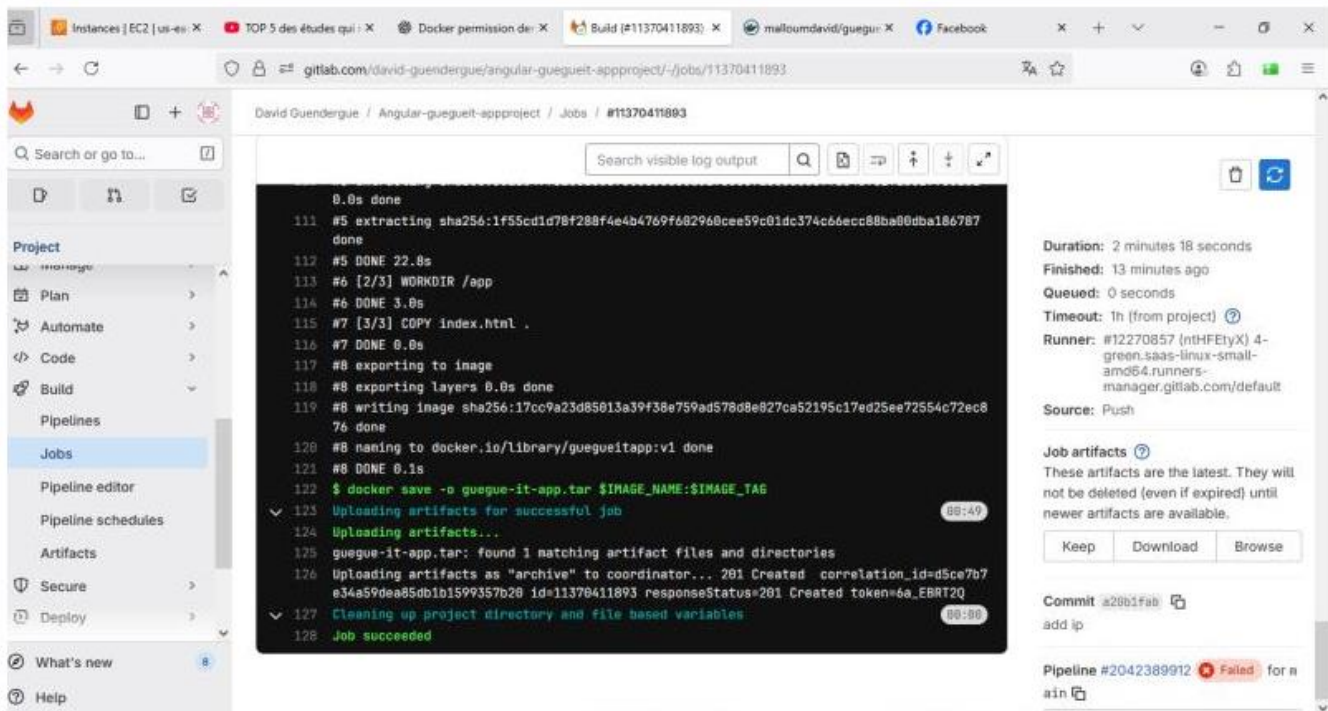 Instances | EC2 | us-es
TOP 5 des études qui
Docker permission de
Build (#11370411893)
malloumdavid/guegue
Facebook
gitlab.com/david-guendergue/angular-guegueit-appproject/-/jobs/11370411893
David Guendergue / Angular-guegueit-appproject / Jobs / #11370411893
Search or go to...
Project
Manage
Plan
Automate
Code
Build
Pipelines
Jobs
Pipeline editor
Pipeline schedules
Artifacts
Secure
Deploy
What's new 8
Help
Search visible log output
0.0s done
111 #5 extracting sha256:1f55cd1d78f288f4e4b4769f602960cee59c01dc374c66ecc88ba00dba186787
done
112 #5 DONE 22.8s
113 #6 [2/3] WORKDIR /app
114 #6 DONE 3.0s
115 #7 [3/3] COPY index.html .
116 #7 DONE 0.0s
117 #8 exporting to image
118 #8 exporting layers 0.0s done
119 #8 writing image sha256:17cc9a23d85013a39f38e759ad578d8e027ca52195c17ed25ee72554c72ec8
76 done
120 #8 naming to docker.io/library/guegueitapp:v1 done
121 #8 DONE 0.1s
122 $ docker save -o guegue-it-app.tar $IMAGE_NAME:$IMAGE_TAG
123 Uploading artifacts for successful job 00:49
124 Uploading artifacts...
125 guegue-it-app.tar: found 1 matching artifact files and directories
126 Uploading artifacts as "archive" to coordinator... 201 Created correlation_id=d5ce7b7
e34a59dea85db1b1599357b20 id=11370411893 responseStatus=201 Created token=6a_EBRT2Q
127 Cleaning up project directory and file based variables 00:00
128 Job succeeded
Duration: 2 minutes 18 seconds
Finished: 13 minutes ago
Queued: 0 seconds
Timeout: 1h (from project)
Runner: #12270857 (ntHFEtyX) 4-
green.saas-linux-small-
amd64.runners-
manager.gitlab.com/default
Source: Push
Job artifacts
These artifacts are the latest. They will
not be deleted (even if expired) until
newer artifacts are available.
Keep Download Browse
Commit a20b1fab
add ip
Pipeline #2042389912 Failed for m
ain